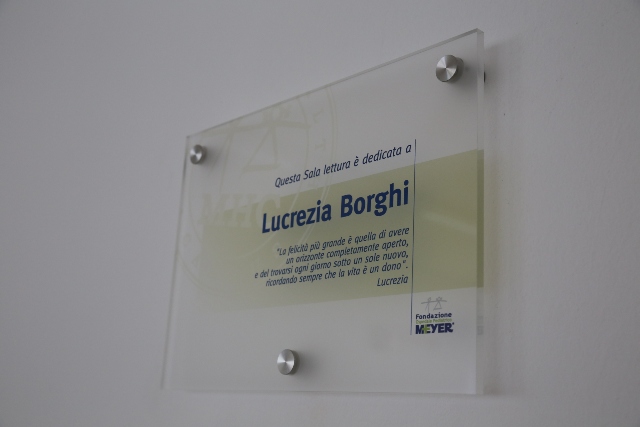 Questa Sala lettura è dedicata a
Lucrezia Borghi
"La felicità più grande è quella di avere
un orizzonte completamente aperto,
e del trovarsi ogni giorno sotto un sole nuovo,
ricordando sempre che la vita è un dono".
Lucrezia
Fondazione
MEYER